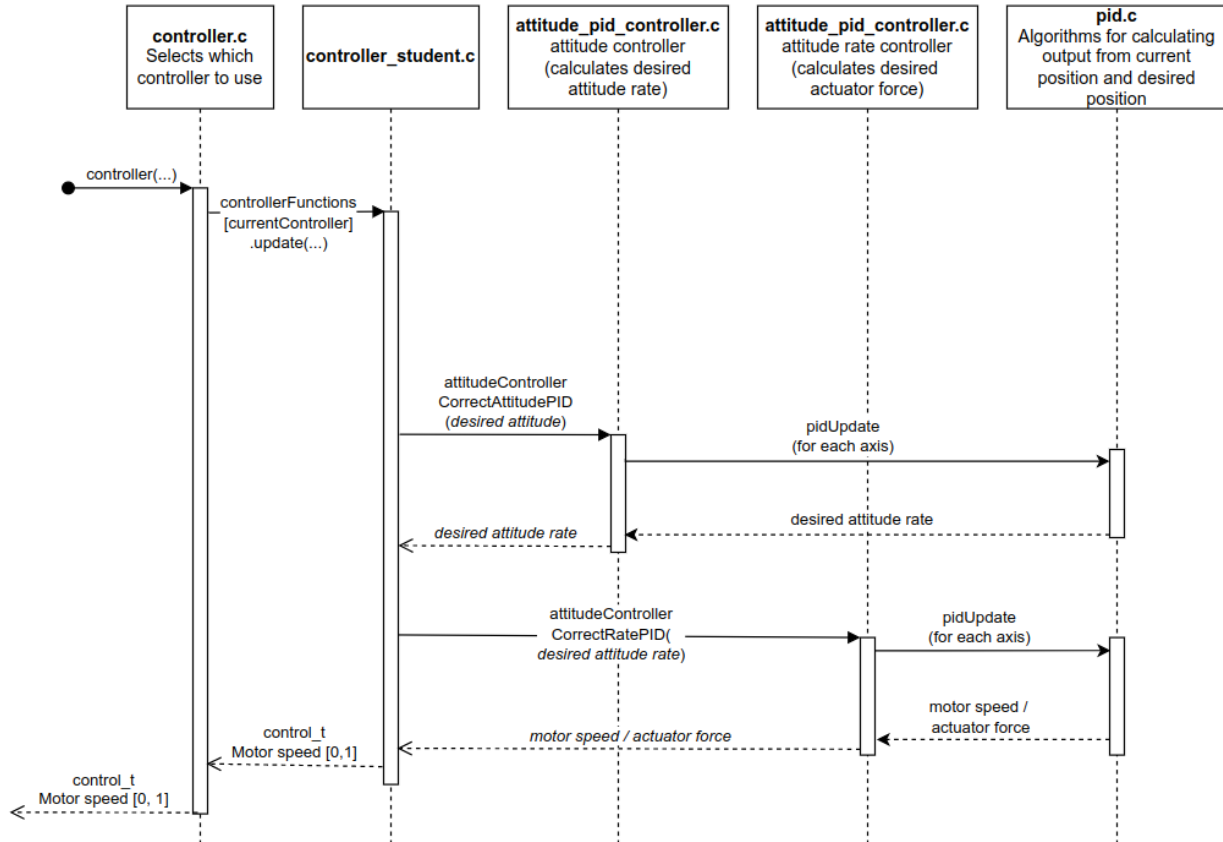 controller.c
Selects which
controller to use
controller_student.c
attitude_pid_controller.c
attitude controller
(calculates desired
attitude rate)
attitude_pid_controller.c
attitude rate controller
(calculates desired
actuator force)
pid.c
Algorithms for calculating
output from current
position and desired
position
controller(...)
controllerFunctions
[currentController]
.update(...)
attitudeController
CorrectAttitudePID
(desired attitude)
pidUpdate
(for each axis)
desired attitude rate
desired attitude rate
attitudeController
CorrectRatePID(
desired attitude rate)
pidUpdate
(for each axis)
motor speed /
actuator force
motor speed / actuator force
control_t
Motor speed [0,1]
control_t
Motor speed [0, 1]